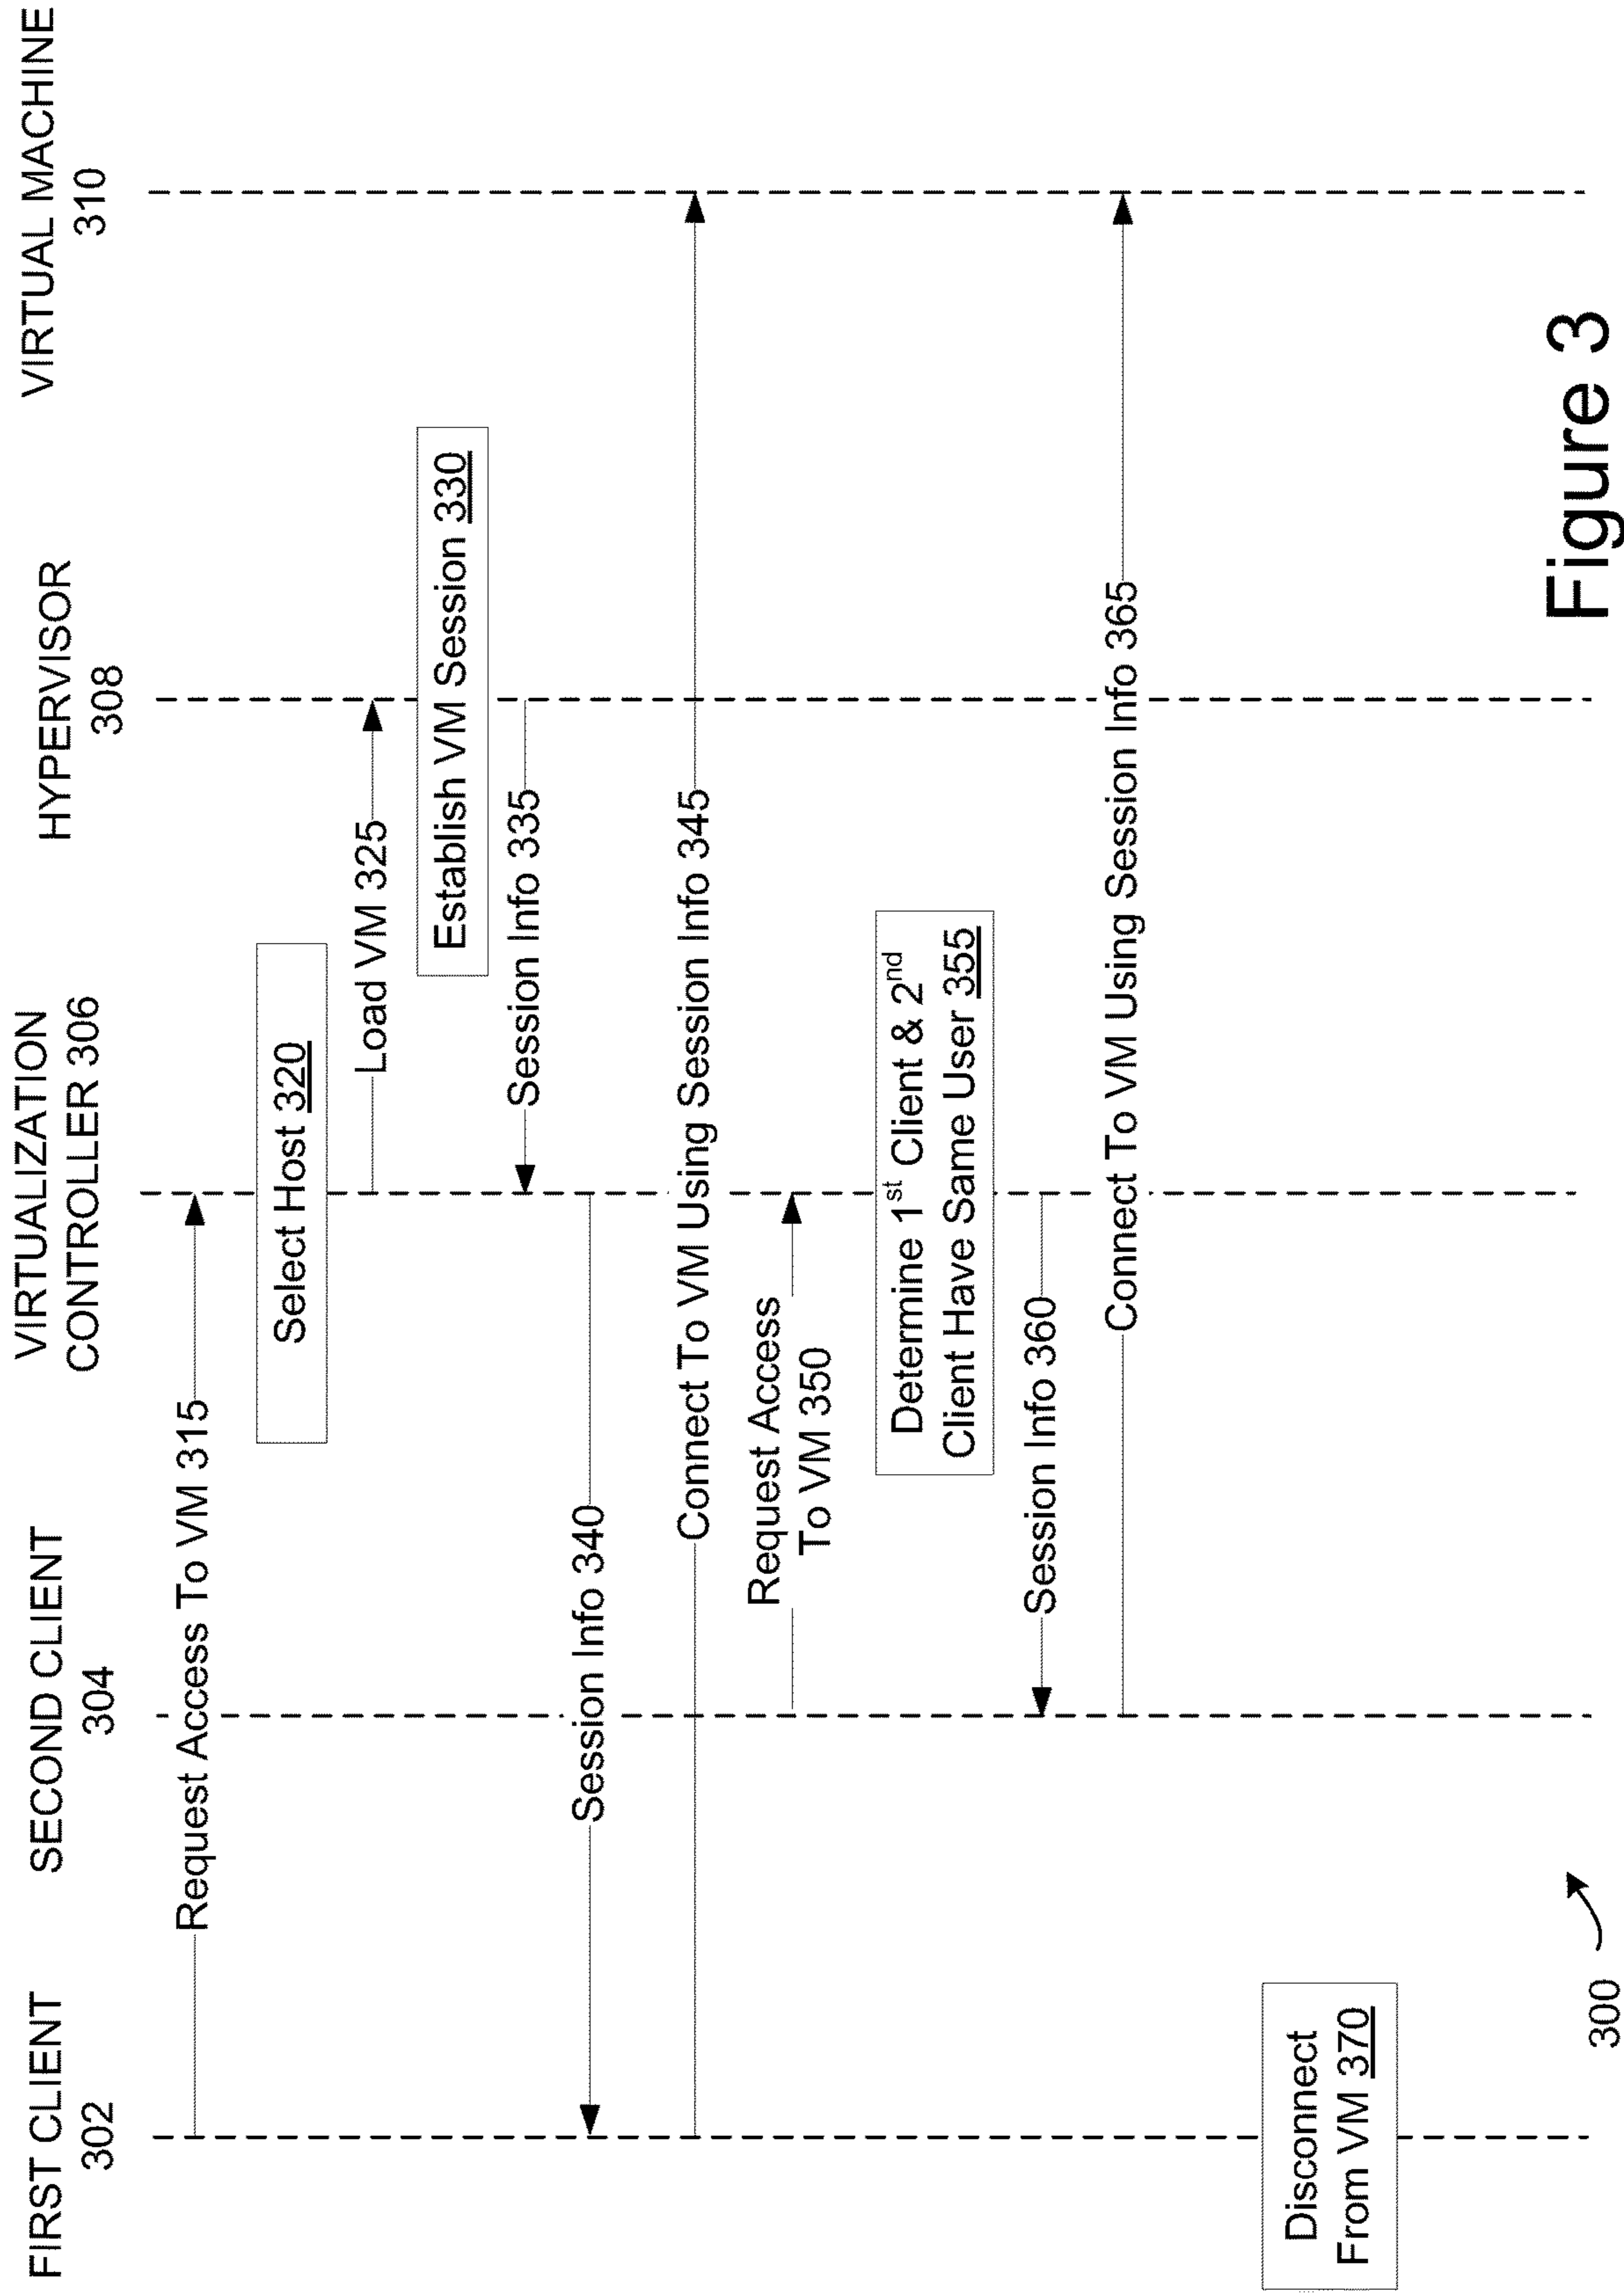 FIRST CLIENT
302
SECOND CLIENT
304
VIRTUALIZATION
CONTROLLER 306
HYPERVISOR
308
VIRTUAL MACHINE
310
Request Access To VM 315
Select Host 320
Load VM 325
Establish VM Session 330
Session Info 335
Session Info 340
Connect To VM Using Session Info 345
Request Access
To VM 350
Determine 1st Client & 2nd
Client Have Same User 355
Session Info 360
Connect To VM Using Session Info 365
Disconnect
From VM 370
300
Figure 3